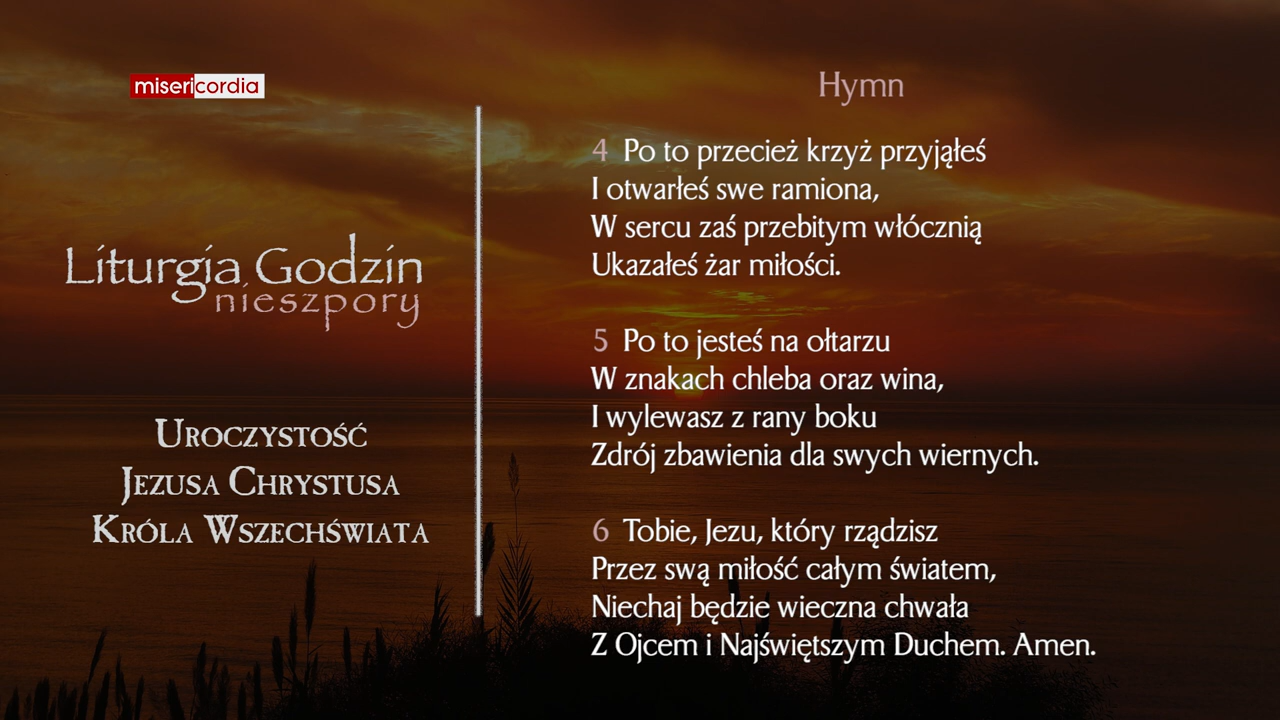 misericordia
Liturgia Godzin
nieszpory
Uroczystość
Jezusa Chrystusa
Króla Wszechświata
Hymn
4 Po to przecież krzyż przyjąłeś
I otwarłeś swe ramiona,
W sercu zaś przebitym włócznią
Ukazałeś żar miłości.
5 Po to jesteś na ołtarzu
W znakach chleba oraz wina,
I wylewasz z rany boku
Zdrój zbawienia dla swych wiernych.
6 Tobie, Jezu, który rządzisz
Przez swą miłość całym światem,
Niechaj będzie wieczna chwała
Z Ojcem i Najświętszym Duchem. Amen.